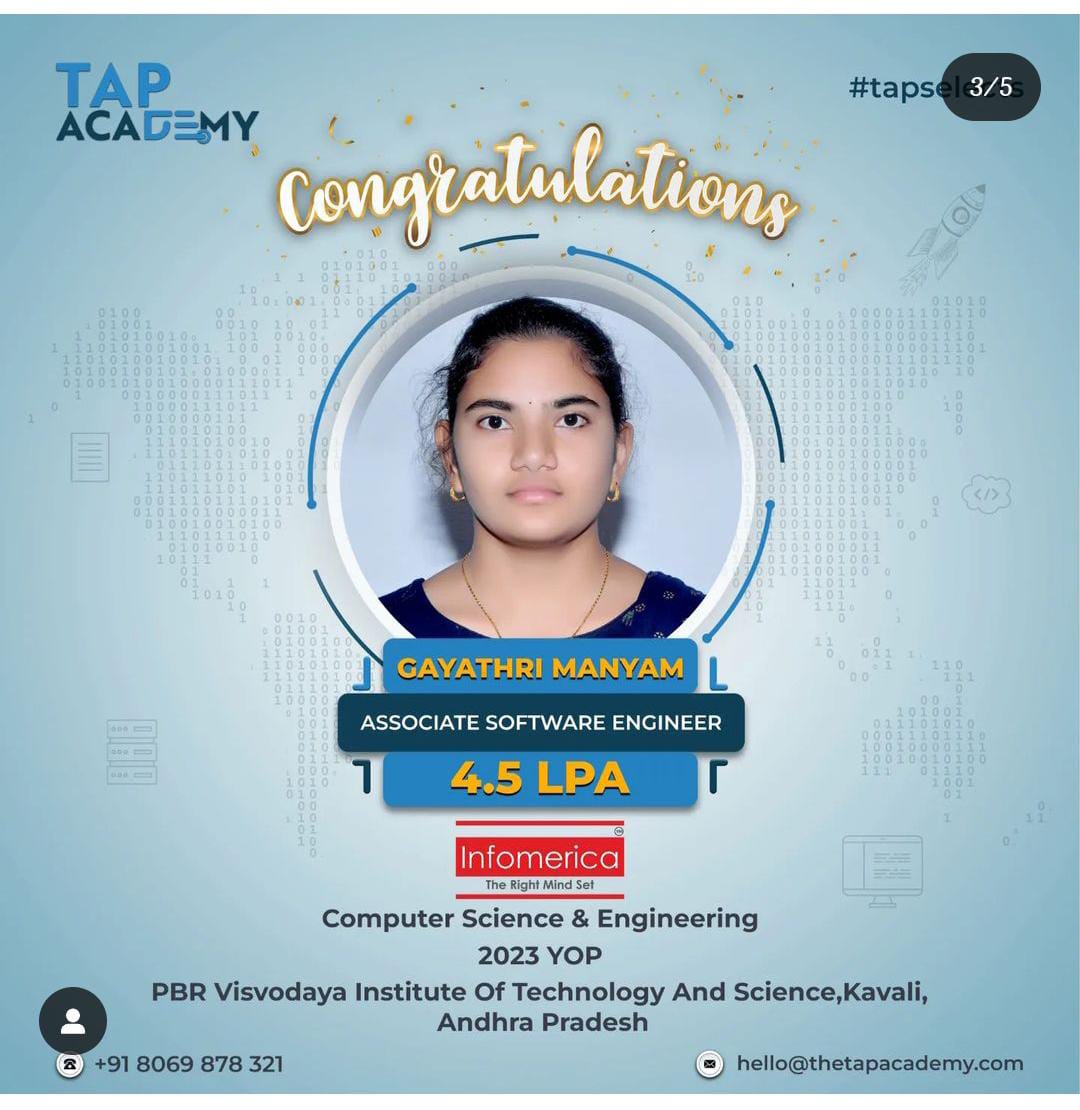 TAP
ACADEMY
#tapselects
3/5
Congratulations
GAYATHRI MANYAM
ASSOCIATE SOFTWARE ENGINEER
4.5 LPA
TM
Infomerica
The Right Mind Set
Computer Science & Engineering
2023 YOP
PBR Visvodaya Institute Of Technology And Science,Kavali,
Andhra Pradesh
+91 8069 878 321
hello@thetapacademy.com